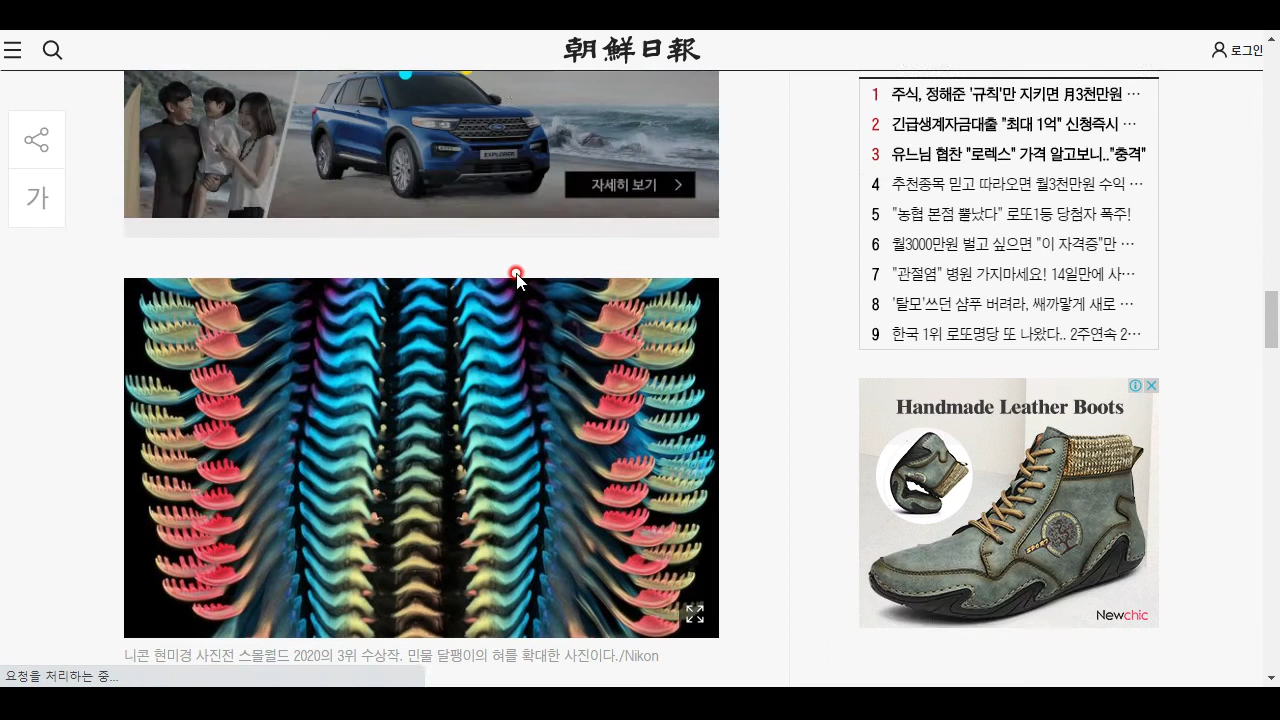 朝鮮日報
로그인
가
EXPLORER
자세히 보기
1 주식, 정해준 '규칙'만 지키면 月3천만원 …
2 긴급생계자금대출 "최대 1억" 신청즉시 …
3 유느님 협찬 "로렉스" 가격 알고보니.."충격"
4 추천종목 믿고 따라오면 월3천만원 수익 …
5 "농협 본점 뿔났다" 로또1등 당첨자 폭주!
6 월3000만원 벌고 싶으면 "이 자격증"만 …
7 "관절염" 병원 가지마세요! 14일만에 사…
8 '탈모'쓰던 샴푸 버려라, 쌔까맣게 새로 …
9 한국 1위 로또명당 또 나왔다.. 2주연속 2…
Handmade Leather Boots
Newchic
니콘 현미경 사진전 스몰월드 2020의 3위 수상작. 민물 달팽이의 혀를 확대한 사진이다./Nikon
요청을 처리하는 중...